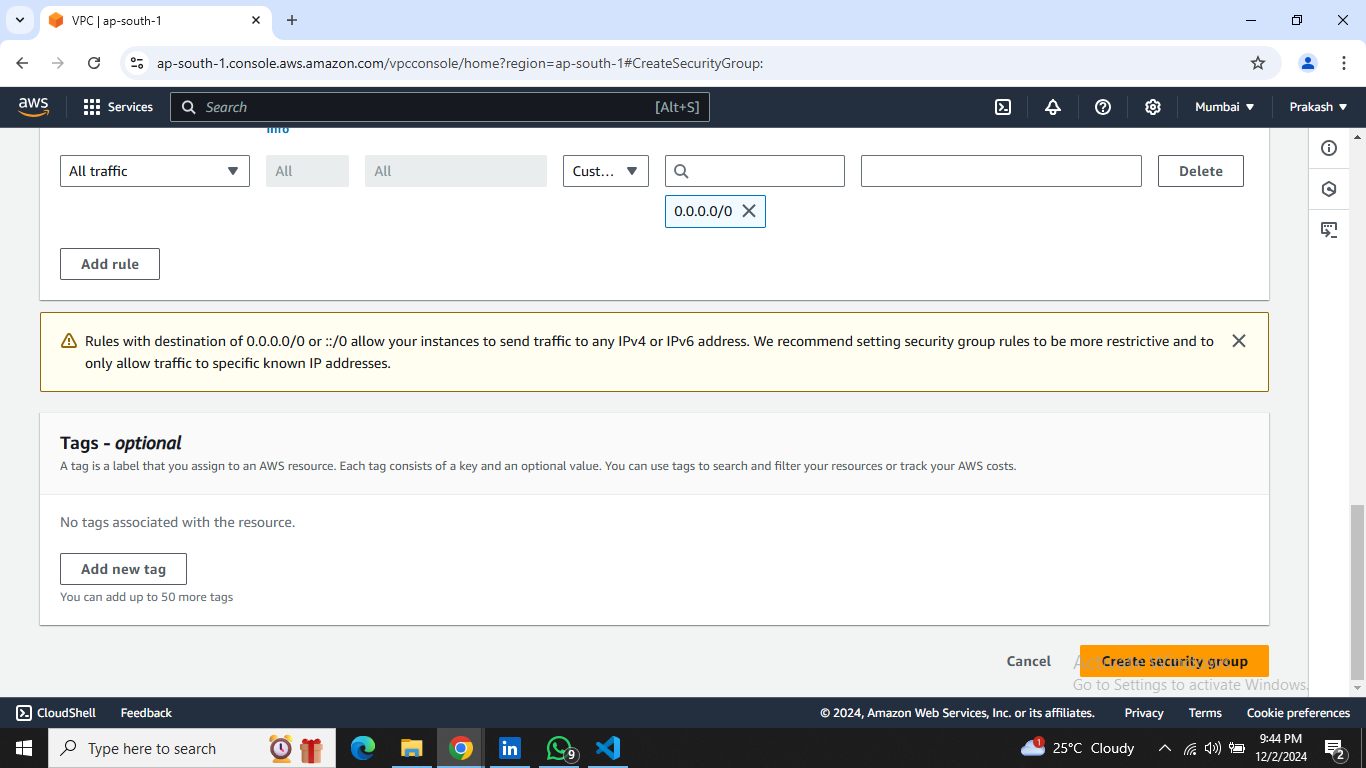 VPC | ap-south-1
ap-south-1.console.aws.amazon.com/vpcconsole/home?region=ap-south-1#CreateSecurityGroup:
aws
Services
Search
[Alt+S]
Mumbai
Prakash
Info
All traffic
All
All
Cust...
Delete
0.0.0.0/0
Add rule
Rules with destination of 0.0.0.0/0 or ::/0 allow your instances to send traffic to any IPv4 or IPv6 address. We recommend setting security group rules to be more restrictive and to
only allow traffic to specific known IP addresses.
Tags - optional
A tag is a label that you assign to an AWS resource. Each tag consists of a key and an optional value. You can use tags to search and filter your resources or track your AWS costs.
No tags associated with the resource.
Add new tag
You can add up to 50 more tags
Cancel
Create security group
Activate Windows
Go to Settings to activate Windows.
CloudShell
Feedback
© 2024, Amazon Web Services, Inc. or its affiliates.
Privacy
Terms
Cookie preferences
Type here to search
in
9
1
25°C Cloudy
9:44 PM
12/2/2024
2